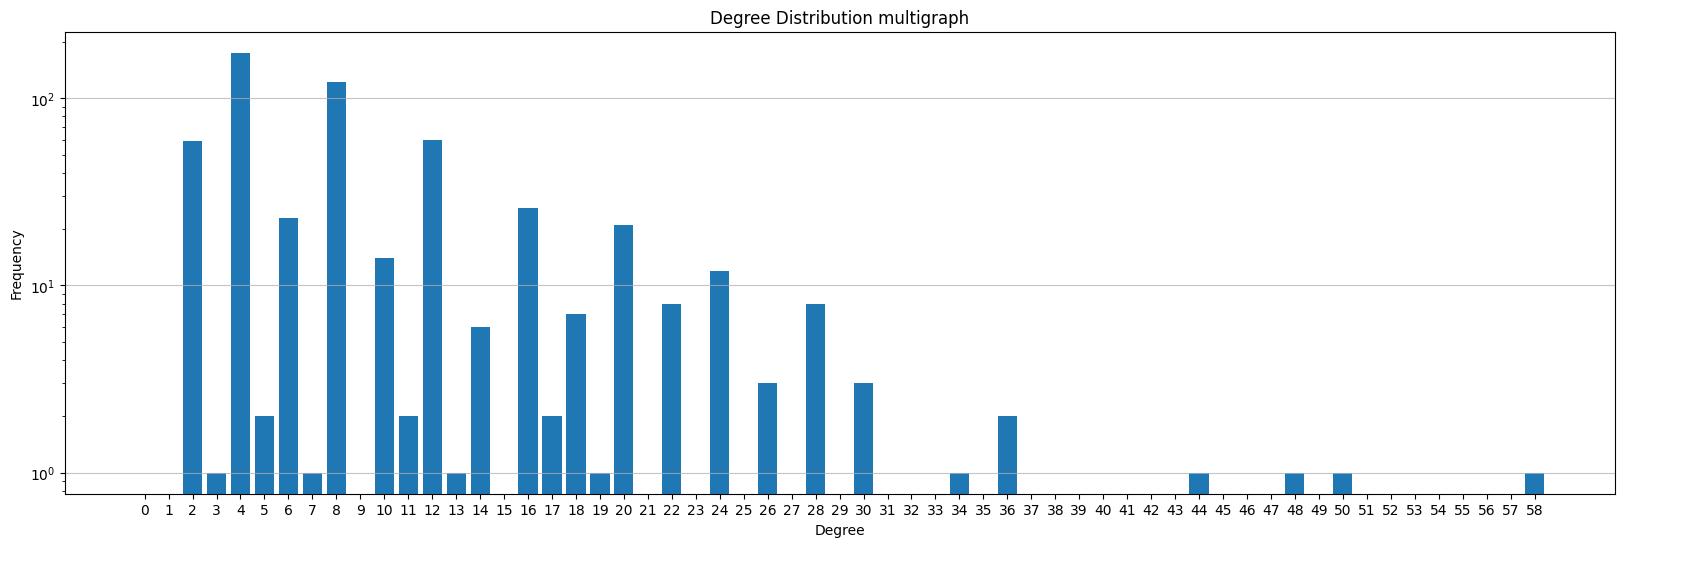 Degree Distribution multigraph
Frequency
10²
10¹
10⁰
0 1 2 3 4 5 6 7 8 9 10 11 12 13 14 15 16 17 18 19 20 21 22 23 24 25 26 27 28 29 30 31 32 33 34 35 36 37 38 39 40 41 42 43 44 45 46 47 48 49 50 51 52 53 54 55 56 57 58
Degree